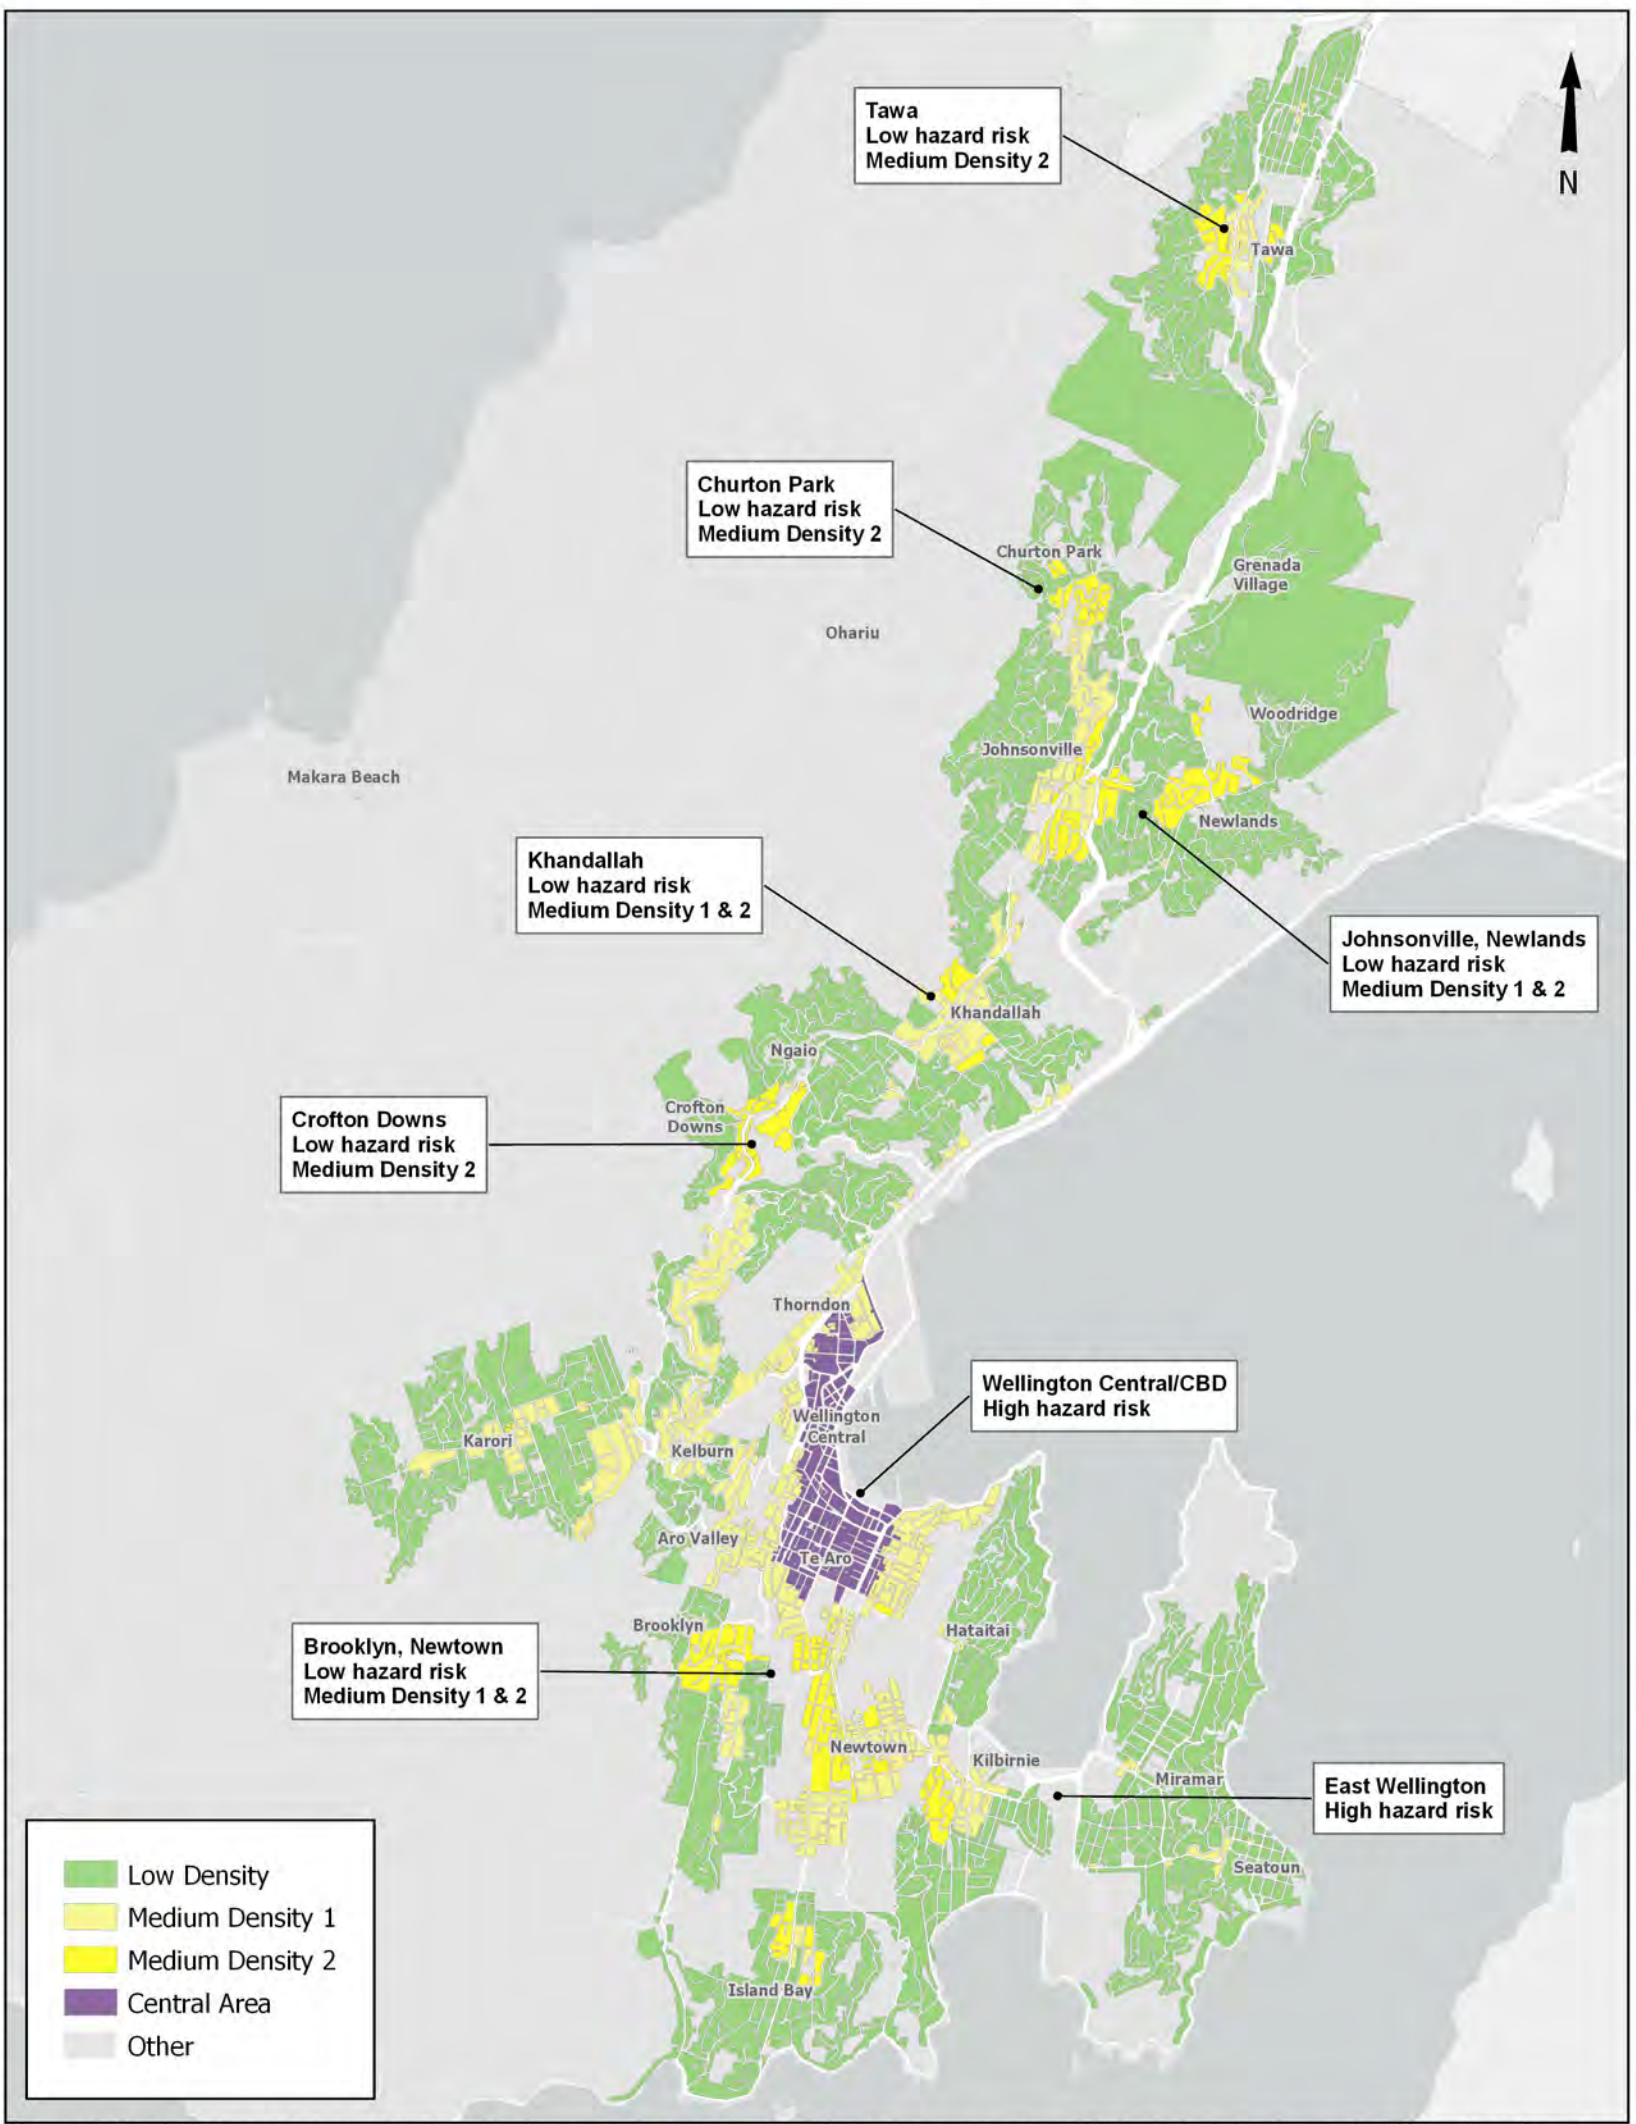 Tawa
Low hazard risk
Medium Density 2
N
Tawa
Churton Park
Low hazard risk
Medium Density 2
Churton Park
Grenada
Village
Ohariu
Woodridge
Johnsonville
Makara Beach
Newlands
Khandallah
Low hazard risk
Medium Density 1 & 2
Johnsonville, Newlands
Low hazard risk
Medium Density 1 & 2
Khandallah
Ngaio
Crofton
Downs
Crofton Downs
Low hazard risk
Medium Density 2
Thorndon
Wellington Central/CBD
High hazard risk
Wellington
Central
Karori
Kelburn
Aro Valley
Te Aro
Brooklyn
Hataitai
Brooklyn, Newtown
Low hazard risk
Medium Density 1 & 2
Newtown
Kilbirnie
Miramar
East Wellington
High hazard risk
Seatoun
Island Bay
Low Density
Medium Density 1
Medium Density 2
Central Area
Other